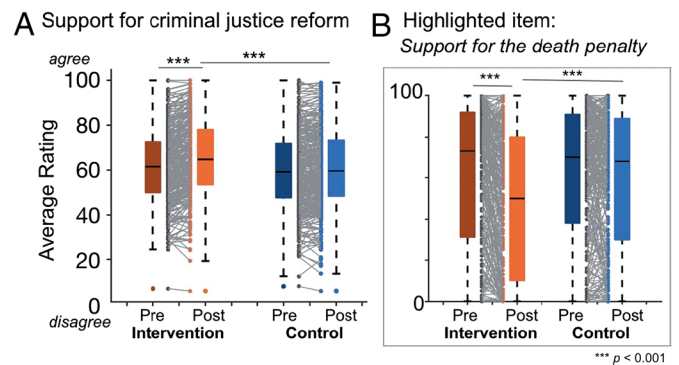 A Support for criminal justice reform
agree
***
***
100
80
60
40
20
0
Average Rating
disagree
Pre Post Pre Post
Intervention Control
B Highlighted item:
Support for the death penalty
***
***
100
0
Pre Post Pre Post
Intervention Control
*** p < 0.001